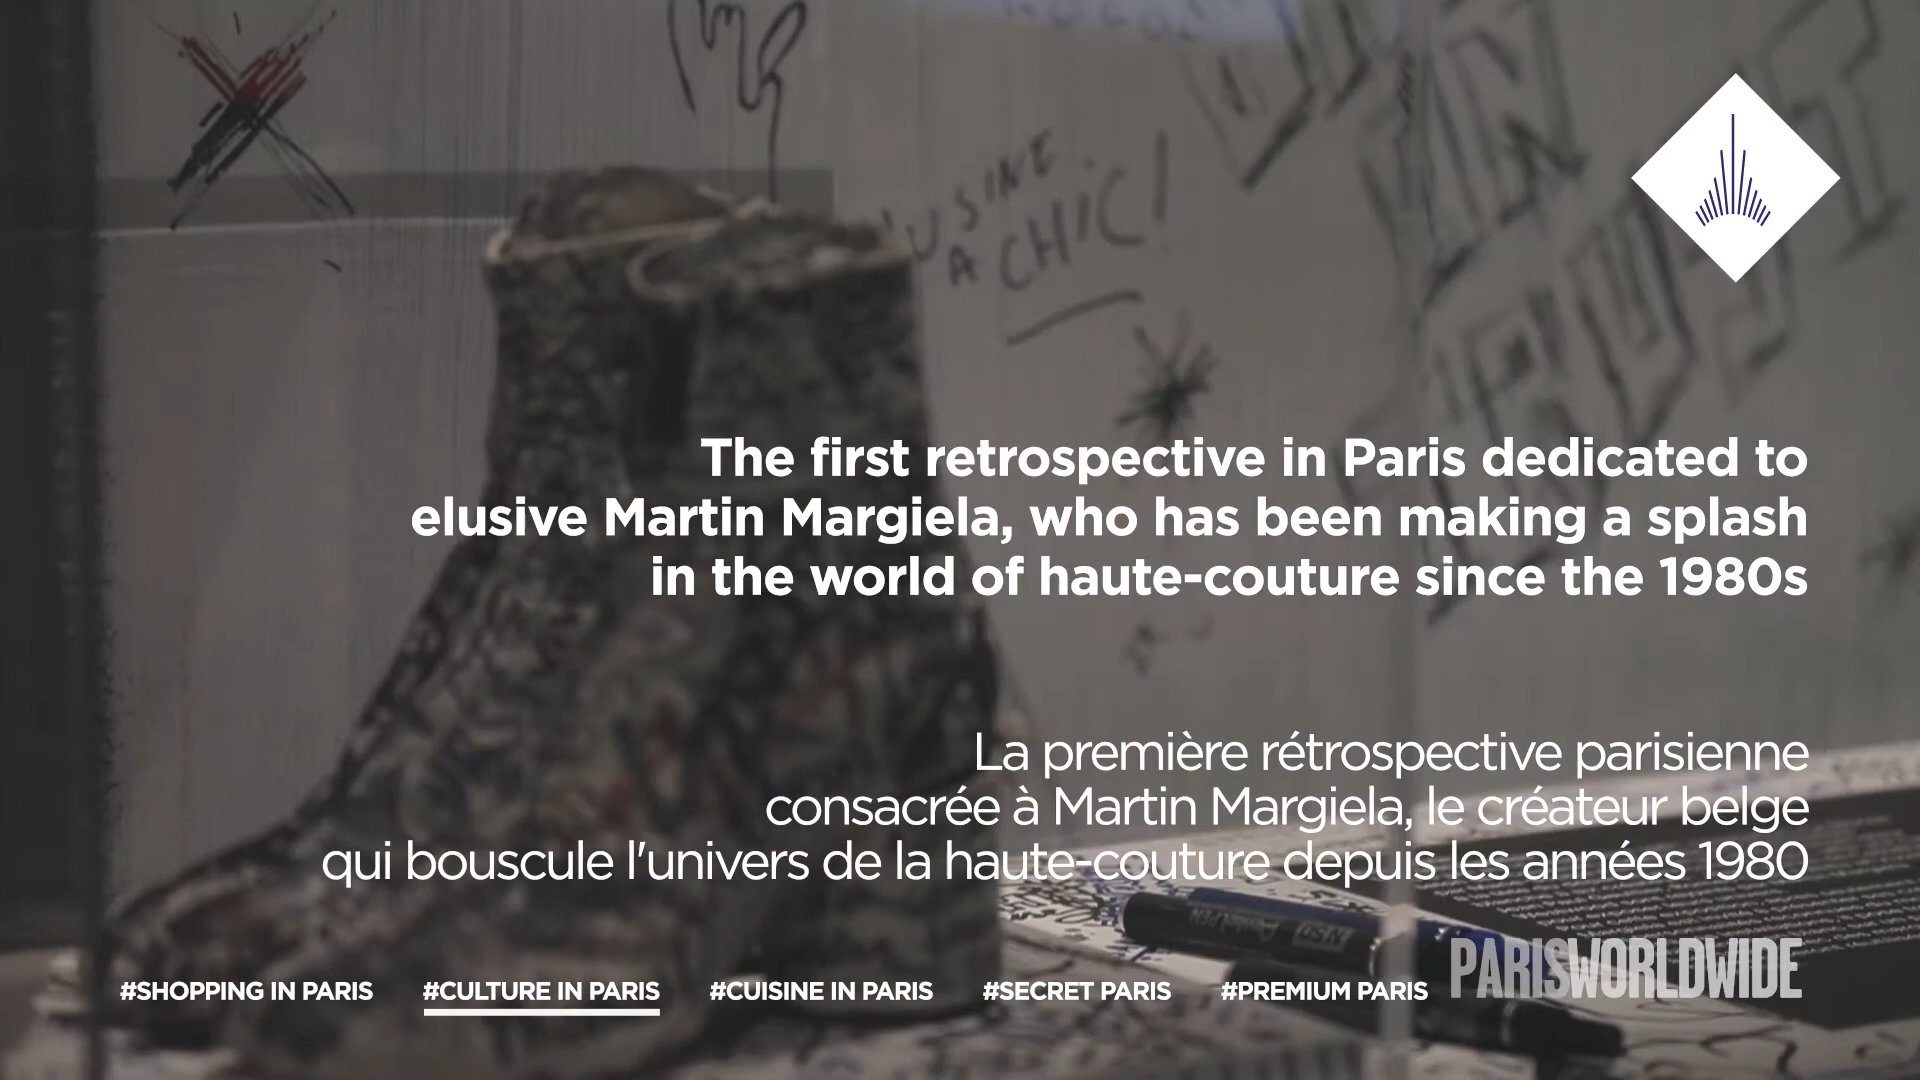 USINE
A CHIC!
The first retrospective in Paris dedicated to
elusive Martin Margiela, who has been making a splash
in the world of haute-couture since the 1980s
La première rétrospective parisienne
consacrée à Martin Margiela, le créateur belge
qui bouscule l'univers de la haute-couture depuis les années 1980
#SHOPPING IN PARIS
#CULTURE IN PARIS
#CUISINE IN PARIS
#SECRET PARIS
#PREMIUM PARIS
PARISWORLDWIDE